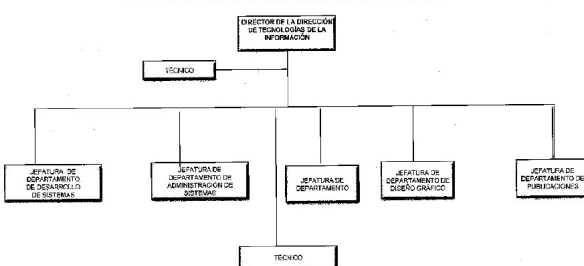 DIRECTOR DE LA DIRECCIÓN
DE TECNOLOGÍAS DE LA
INFORMACIÓN
TÉCNICO
JEFATURA DE
DEPARTAMENTO
DE DESARROLLO
DE SISTEMAS
JEFATURA DE
DEPARTAMENTO DE
ADMINISTRACIÓN DE
SISTEMAS
JEFATURA DE
DEPARTAMENTO
JEFATURA DE
DEPARTAMENTO DE
DISEÑO GRÁFICO
JEFATURA DE
DEPARTAMENTO DE
PUBLICACIONES
TÉCNICO